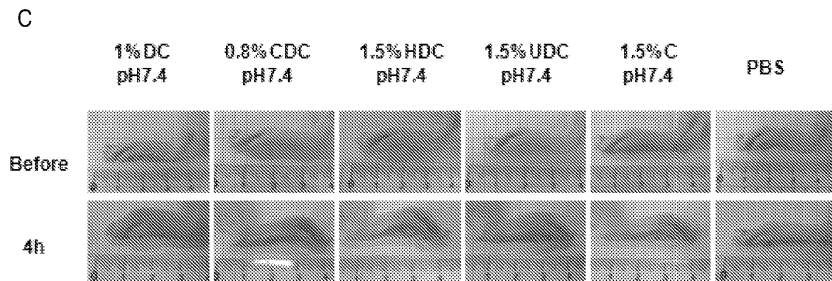 C
1% DC 0.8% CDC 1.5% HDC 1.5% UDC 1.5% C PBS
pH7.4 pH7.4 pH7.4 pH7.4 pH7.4
Before
4h